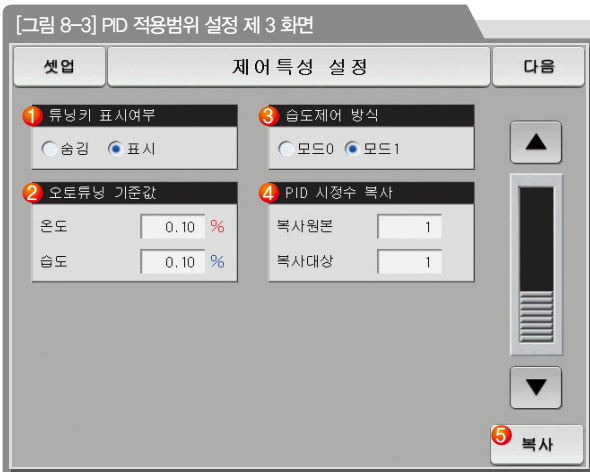 [그림 8-3] PID 적용범위 설정 제 3 화면
셋업
제어특성 설정
다음
1 튜닝키 표시여부
숨김 표시
2 오토튜닝 기준값
온도 0.10 %
습도 0.10 %
3 습도제어 방식
모드0 모드1
4 PID 시정수 복사
복사원본 1
복사대상 1
▲
▼
5 복사